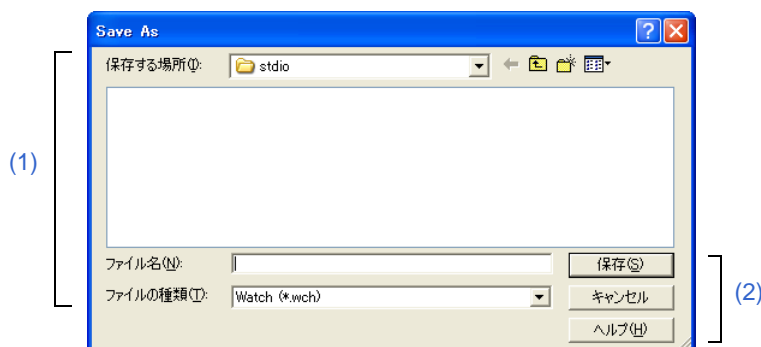 Save As
保存する場所(I):
stdio
(1)
ファイル名(N):
保存(S)
ファイルの種類(T):
Watch (*.wch)
キャンセル
(2)
ヘルプ(H)